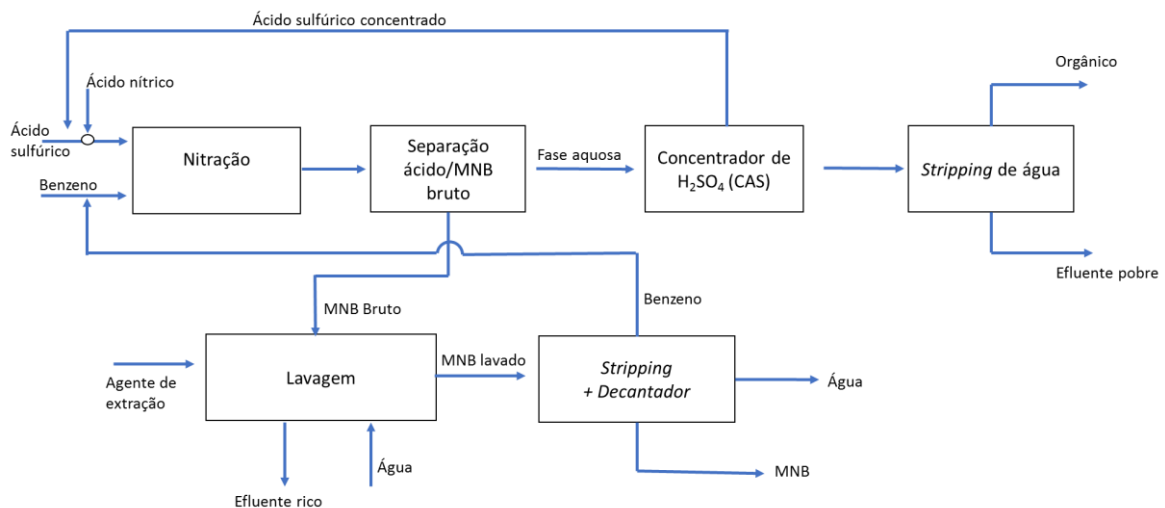 Ácido sulfúrico concentrado
Orgânico
Ácido nítrico
Ácido
sulfúrico
Nitração
Separação
ácido/MNB
bruto
Fase aquosa
Concentrador de
H₂SO₄ (CAS)
Stripping de água
Benzeno
Efluente pobre
MNB Bruto
Benzeno
Agente de
extração
Lavagem
MNB lavado
Stripping
+ Decantador
Água
Água
MNB
Efluente rico